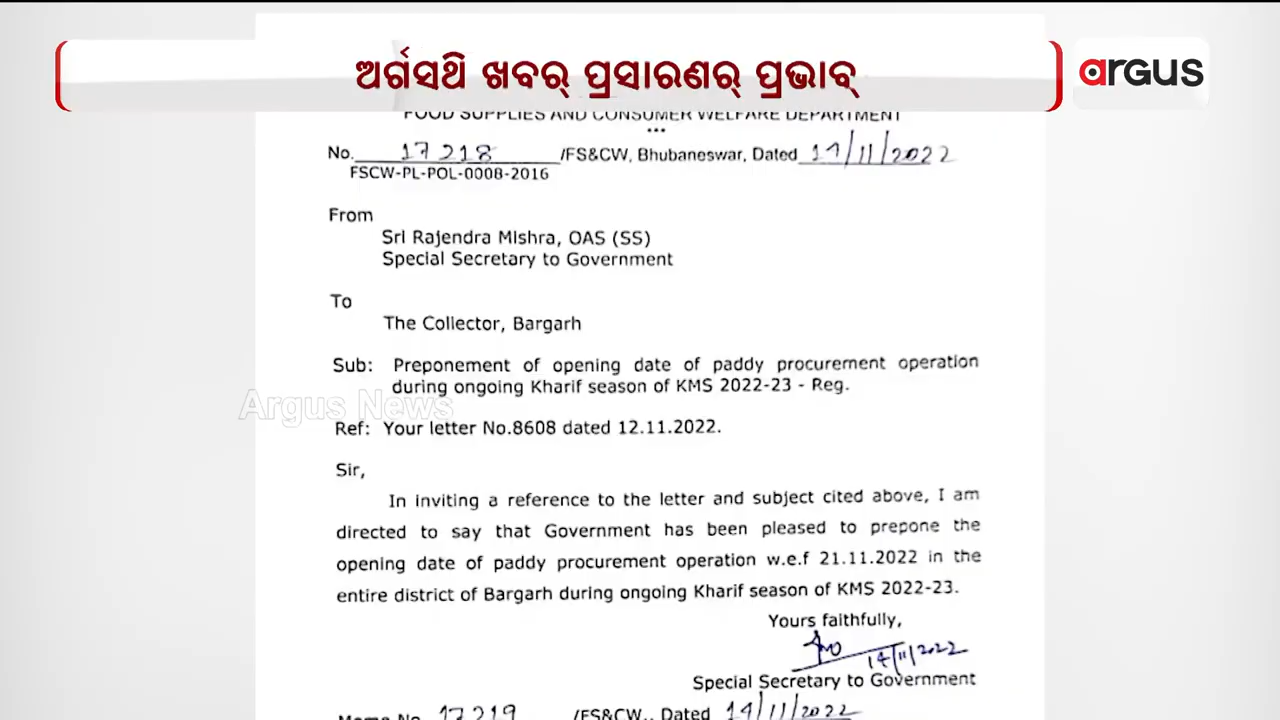 ଅର୍ଗସଥି ଖବର୍ ପ୍ରସାରଣର୍ ପ୍ରଭାବ୍
argus
FOOD SUPPLIES AND CONSUMER WELFARE DEPARTMENT
***
No. 17218 /FS&CW, Bhubaneswar, Dated 14/11/2022
FSCW-PL-POL-0008-2016
From
Sri Rajendra Mishra, OAS (SS)
Special Secretary to Government
To
The Collector, Bargarh
Sub: Preponement of opening date of paddy procurement operation
during ongoing Kharif season of KMS 2022-23 - Reg.
Argus News
Ref: Your letter No.8608 dated 12.11.2022.
Sir,
In inviting a reference to the letter and subject cited above, I am
directed to say that Government has been pleased to prepone the
opening date of paddy procurement operation w.e.f 21.11.2022 in the
entire district of Bargarh during ongoing Kharif season of KMS 2022-23.
Yours faithfully,
14/11/2022
Special Secretary to Government
Memo No. 17219 /FS&CW., Dated 14/11/2022